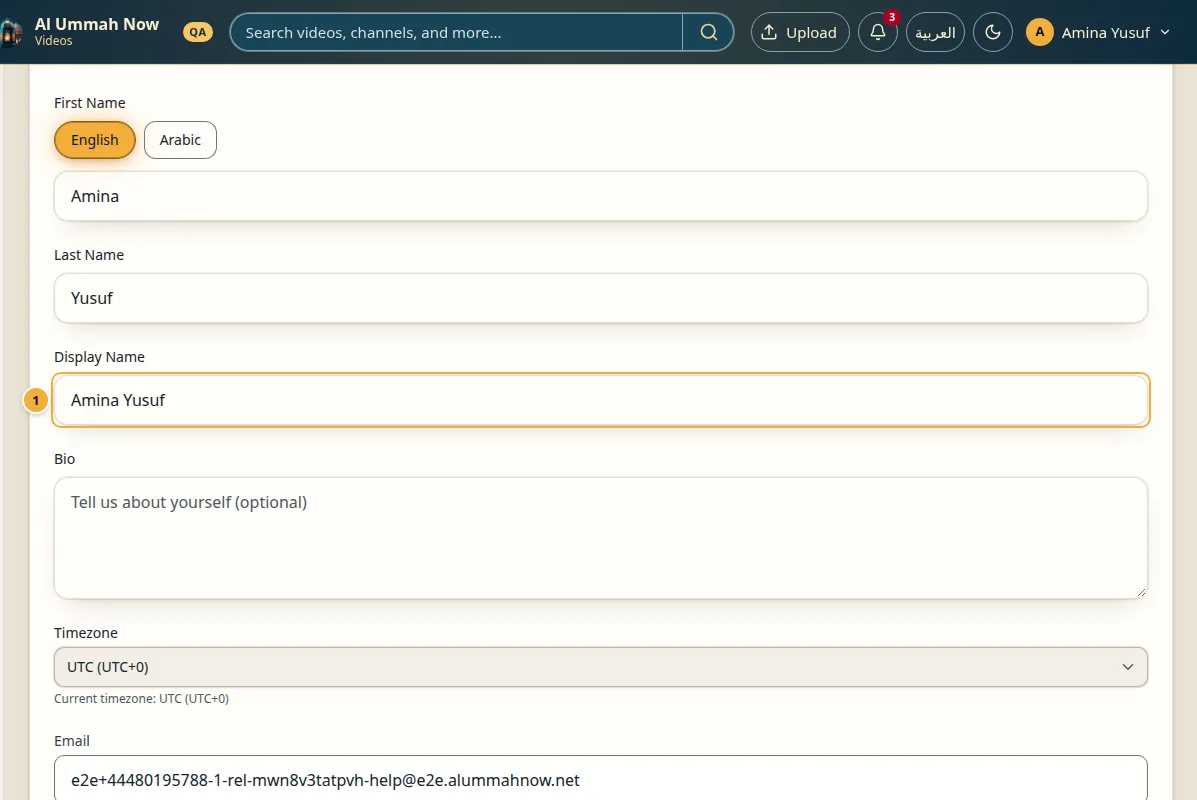 Al Ummah Now
Videos
QA
Search videos, channels, and more...
Upload
3
العربية
A
Amina Yusuf
First Name
English
Arabic
Amina
Last Name
Yusuf
Display Name
1
Amina Yusuf
Bio
Tell us about yourself (optional)
Timezone
UTC (UTC+0)
Current timezone: UTC (UTC+0)
Email
e2e+44480195788-1-rel-mwn8v3tatpvh-help@e2e.alummahnow.net